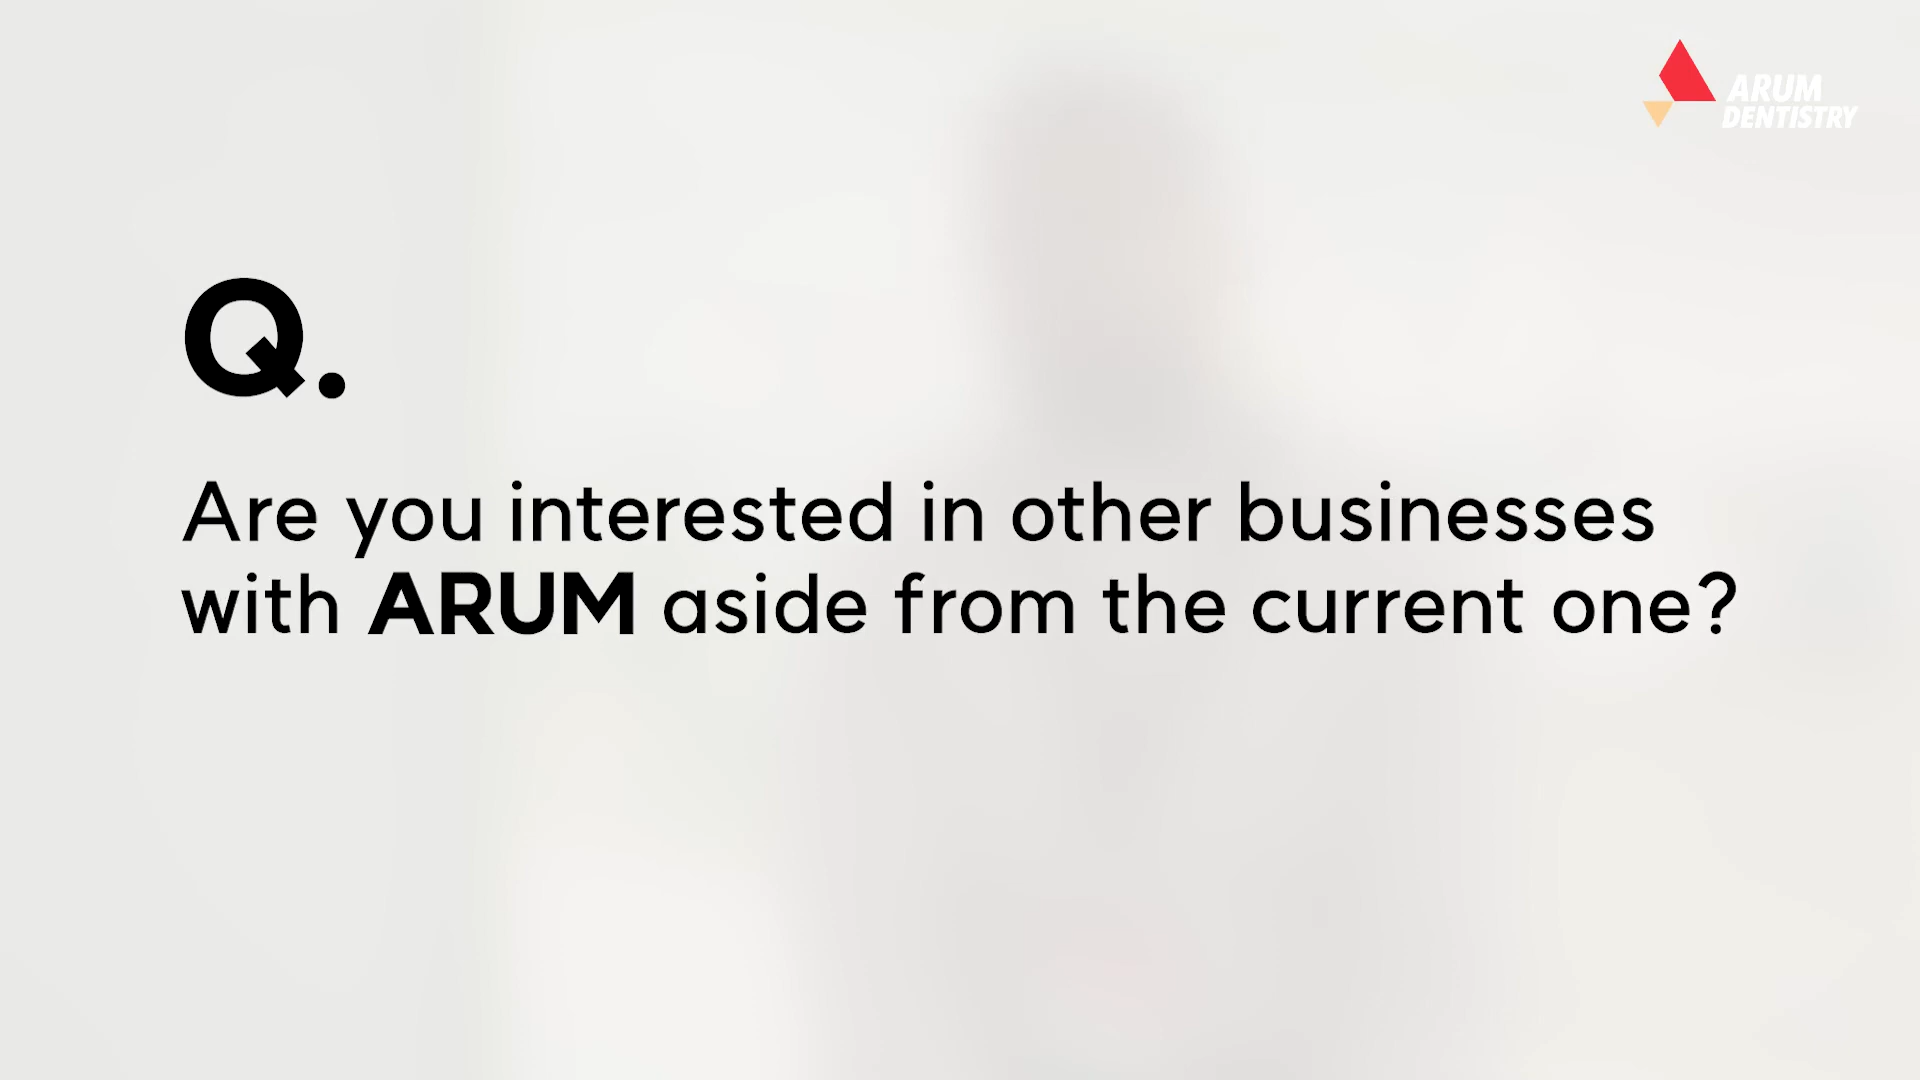 ARUM
DENTISTRY
Q.
Are you interested in other businesses
with ARUM aside from the current one?